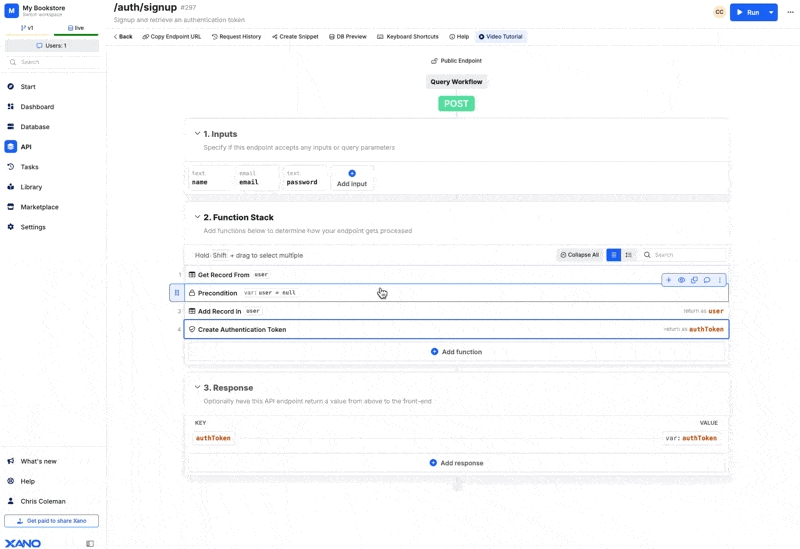 My Bookstore
Switch workspace
v1
live
Users: 1
Search
Start
Dashboard
Database
API
Tasks
Library
Marketplace
Settings
What's new
Help
Chris Coleman
Get paid to share Xano
XANO
/auth/signup #297
Signup and retrieve an authentication token
CC
Run
Back
Copy Endpoint URL
Request History
Create Snippet
DB Preview
Keyboard Shortcuts
Help
Video Tutorial
Public Endpoint
Query Workflow
POST
1. Inputs
Specify if this endpoint accepts any inputs or query parameters
text
name
email
email
text
password
Add input
2. Function Stack
Add functions below to determine how your endpoint gets processed
Hold Shift + drag to select multiple
Collapse All
Search
1 Get Record From user
Precondition var: user = null
3 Add Record in user return as user
4 Create Authentication Token return as authToken
Add function
3. Response
Optionally have this API endpoint return a value from above to the front-end
KEY VALUE
authToken var: authToken
Add response